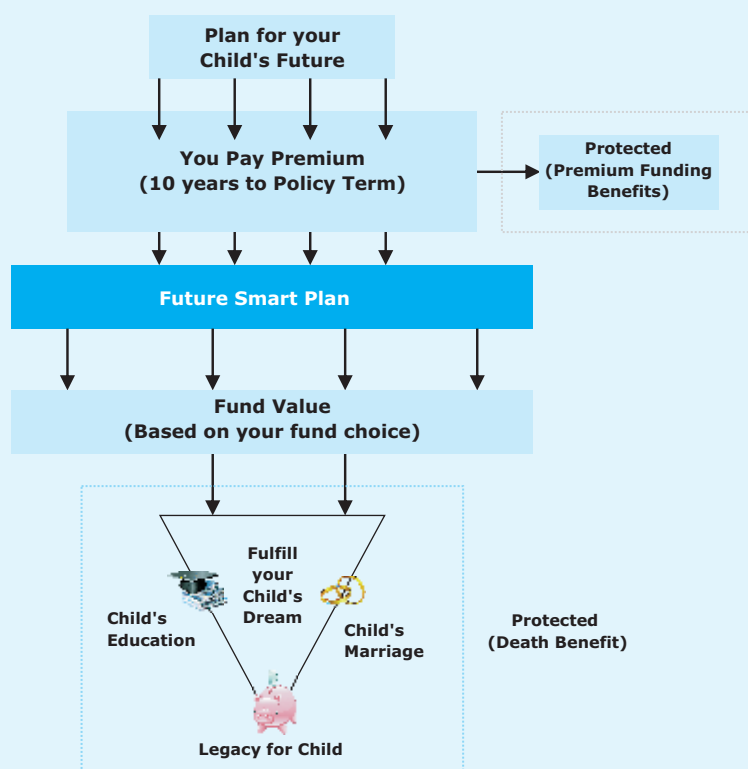 Plan for your
Child's Future
You Pay Premium
(10 years to Policy Term)
Protected
(Premium Funding
Benefits)
Future Smart Plan
Fund Value
(Based on your fund choice)
Fulfill
your
Child's
Dream
Child's
Education
Child's
Marriage
Protected
(Death Benefit)
Legacy for Child